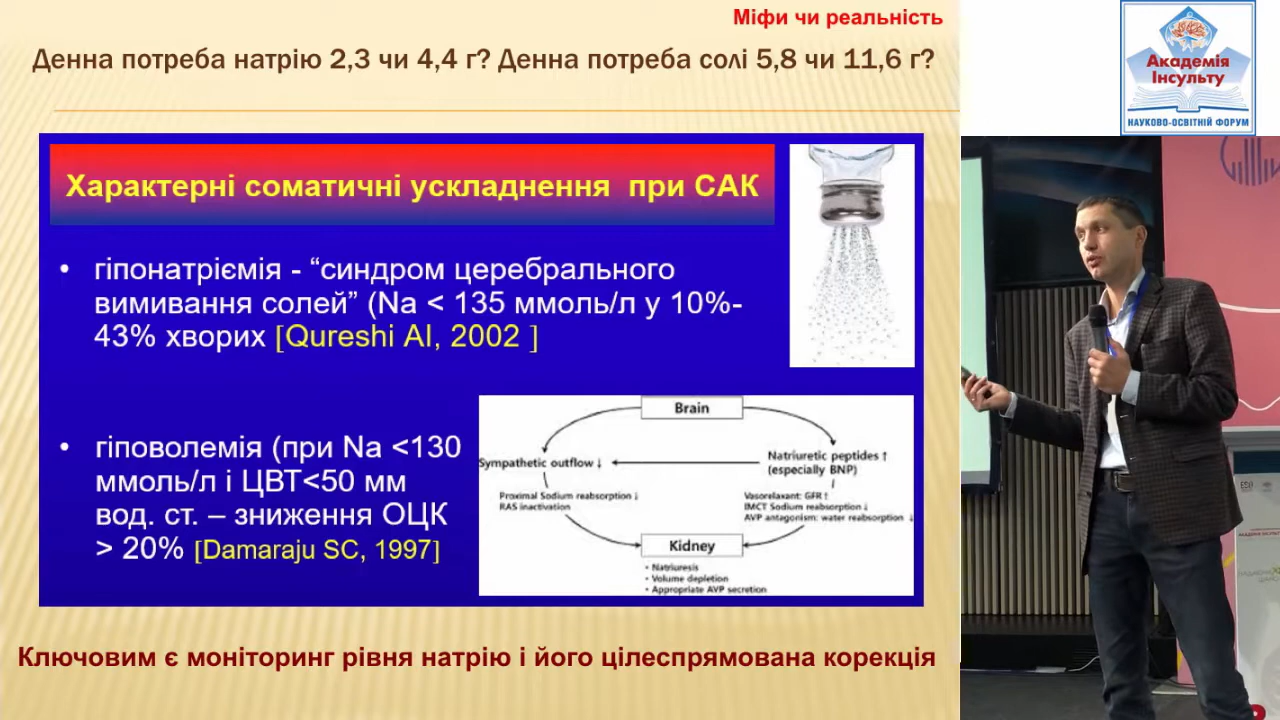 Міфи чи реальність
Денна потреба натрію 2,3 чи 4,4 г? Денна потреба солі 5,8 чи 11,6 г?
Академія
Інсульту
НАУКОВО-ОСВІТНІЙ ФОРУМ
Характерні соматичні ускладнення при САК
• гіпонатріємія - “синдром церебрального
вимивання солей” (Na < 135 ммоль/л у 10%-
43% хворих [Qureshi AI, 2002 ]
• гіповолемія (при Na <130
ммоль/л і ЦВТ<50 мм
вод. ст. – зниження ОЦК
> 20% [Damaraju SC, 1997]
Brain
Sympathetic outflow ↓
Natriuretic peptides ↑
(especially BNP)
Proximal Sodium reabsorption ↓
RAS inactivation
Vasorelaxant: GFR ↑
IMCT Sodium reabsorption ↓
AVP antagonism: water reabsorption ↓
Kidney
• Natriuresis
• Volume depletion
• Appropriate AVP secretion
Ключовим є моніторинг рівня натрію і його цілеспрямована корекція